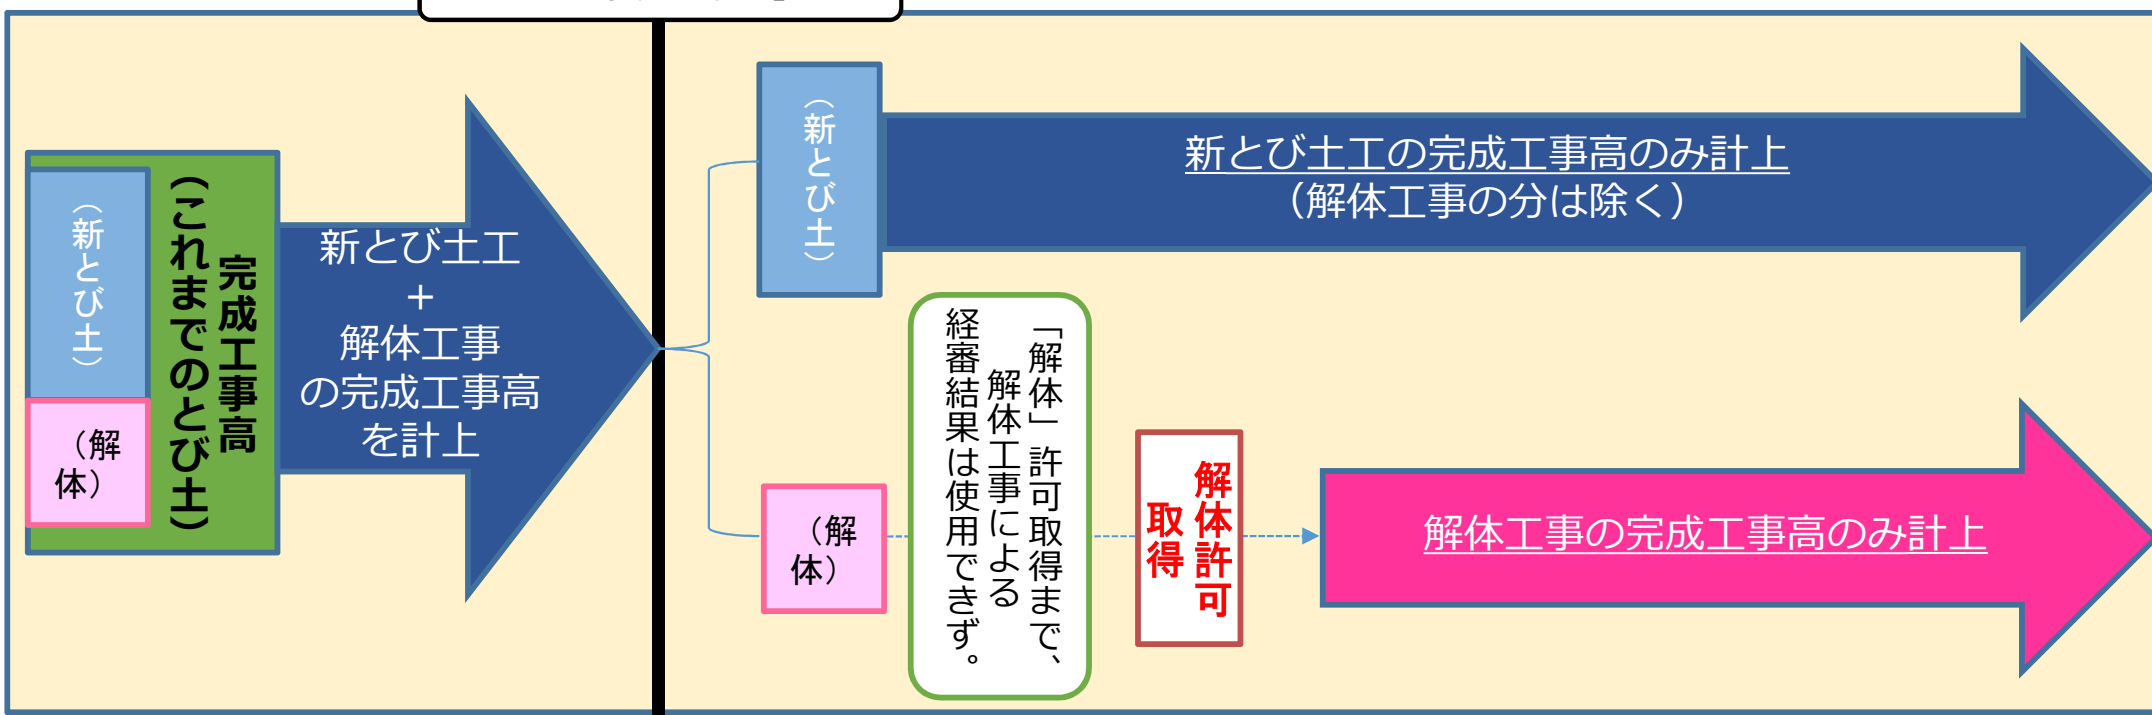 完成工事高
（これまでのとび土）
（新とび土）
（解
体）
新とび土工
＋
解体工事
の完成工事高
を計上
（新とび土）
新とび土工の完成工事高のみ計上
（解体工事の分は除く）
（解
体）
「解体」許可取得まで、
解体工事による
経審結果は使用できず。
解体許可
取得
解体工事の完成工事高のみ計上